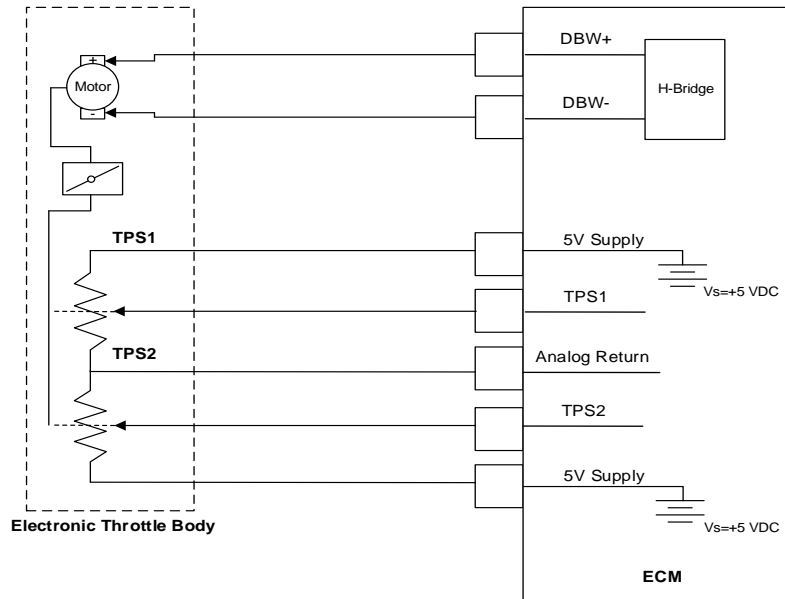 DBW+
+
Motor
H-Bridge
-
DBW-
TPS1
5V Supply
Vs=+5 VDC
TPS1
TPS2
Analog Return
TPS2
5V Supply
Electronic Throttle Body
Vs=+5 VDC
ECM